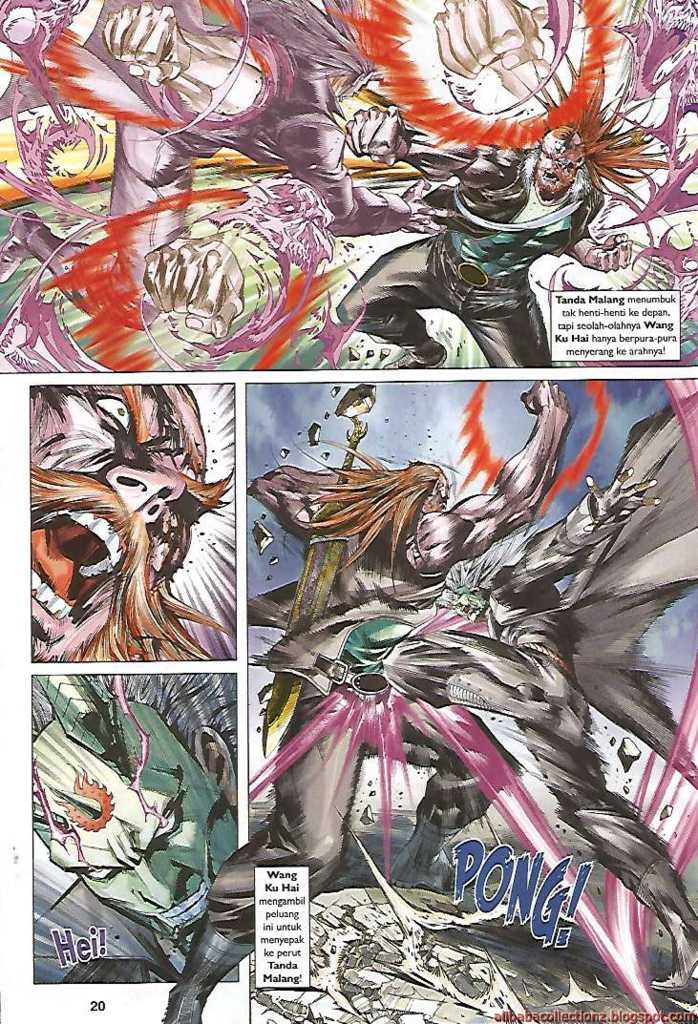 Tanda Malang menumbuk
tak henti-henti ke depan,
tapi seolah-olahnya Wang
Ku Hai hanya berpura-pura
menyerang ke arahnya!
Hei!
Wang
Ku Hai
mengambil
peluang
ini untuk
menyepak
ke perut
Tanda
Malang!
PONG!
20
alibabacollectionz.blogspot.com